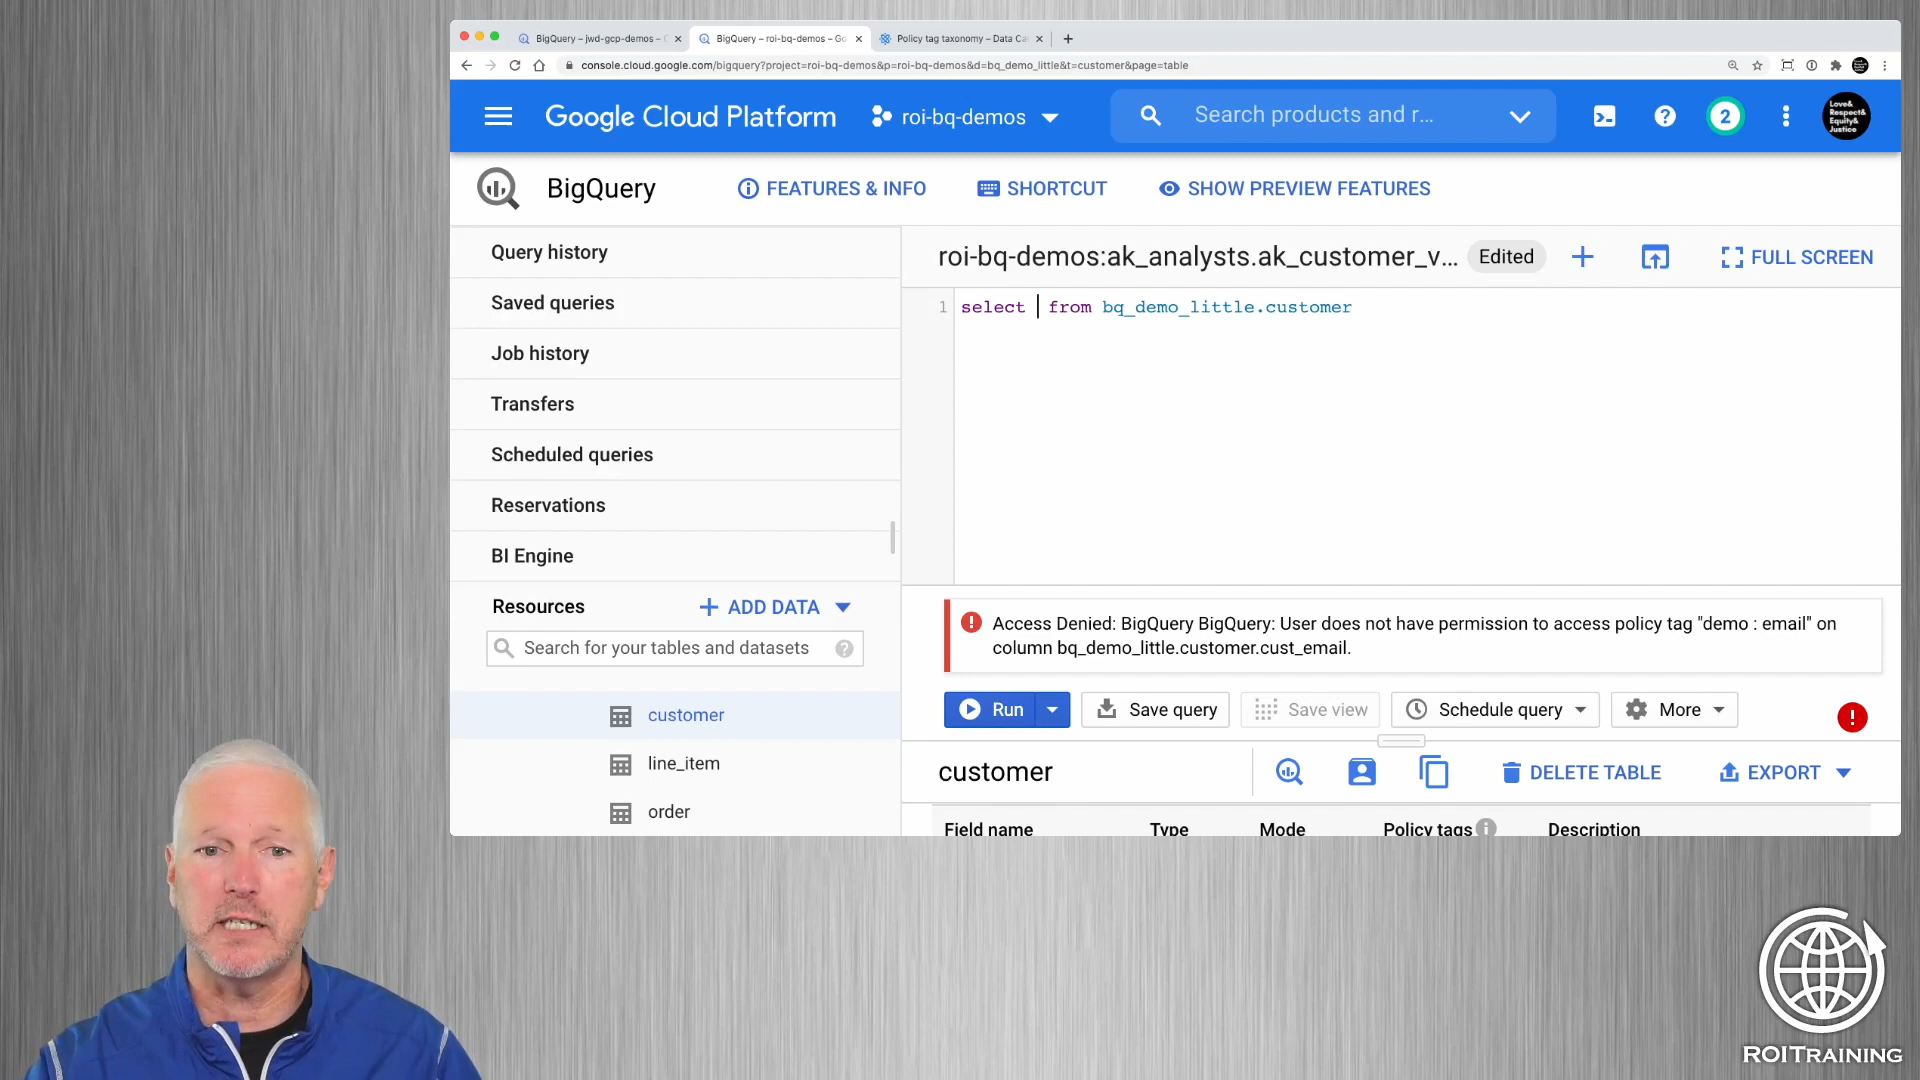 BigQuery – jwd-gcp-demos –
BigQuery – roi-bq-demos – Go
Policy tag taxonomy – Data Ca
console.cloud.google.com/bigquery?project=roi-bq-demos&p=roi-bq-demos&d=bq_demo_little&t=customer&page=table
Google Cloud Platform
roi-bq-demos
Search products and r...
2
Love&
Respect&
Equity&
Justice
BigQuery
FEATURES & INFO
SHORTCUT
SHOW PREVIEW FEATURES
Query history
Saved queries
Job history
Transfers
Scheduled queries
Reservations
BI Engine
Resources
ADD DATA
Search for your tables and datasets
customer
line_item
order
roi-bq-demos:ak_analysts.ak_customer_v...
Edited
FULL SCREEN
1 select from bq_demo_little.customer
Access Denied: BigQuery BigQuery: User does not have permission to access policy tag "demo : email" on
column bq_demo_little.customer.cust_email.
Run
Save query
Save view
Schedule query
More
customer
DELETE TABLE
EXPORT
Field name Type Mode Policy tags Description
ROITRAINING